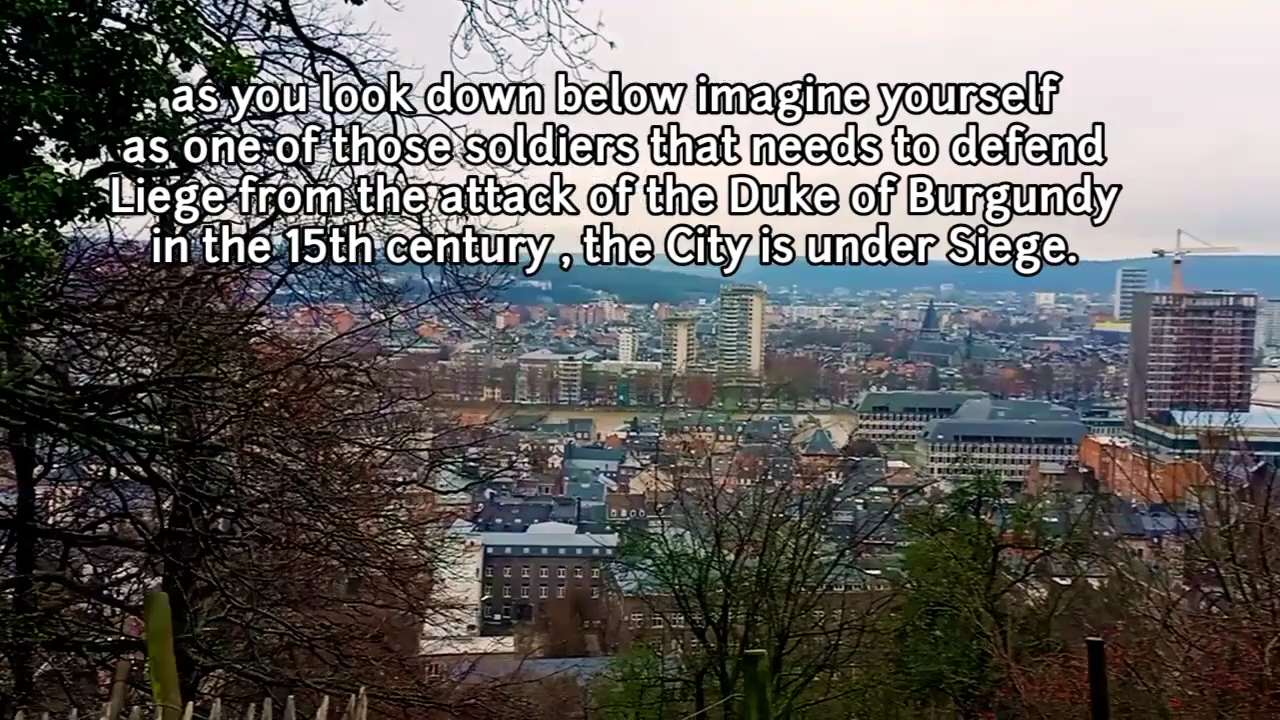 as you look down below imagine yourself
as one of those soldiers that needs to defend
Liege from the attack of the Duke of Burgundy
in the 15th century , the City is under Siege.